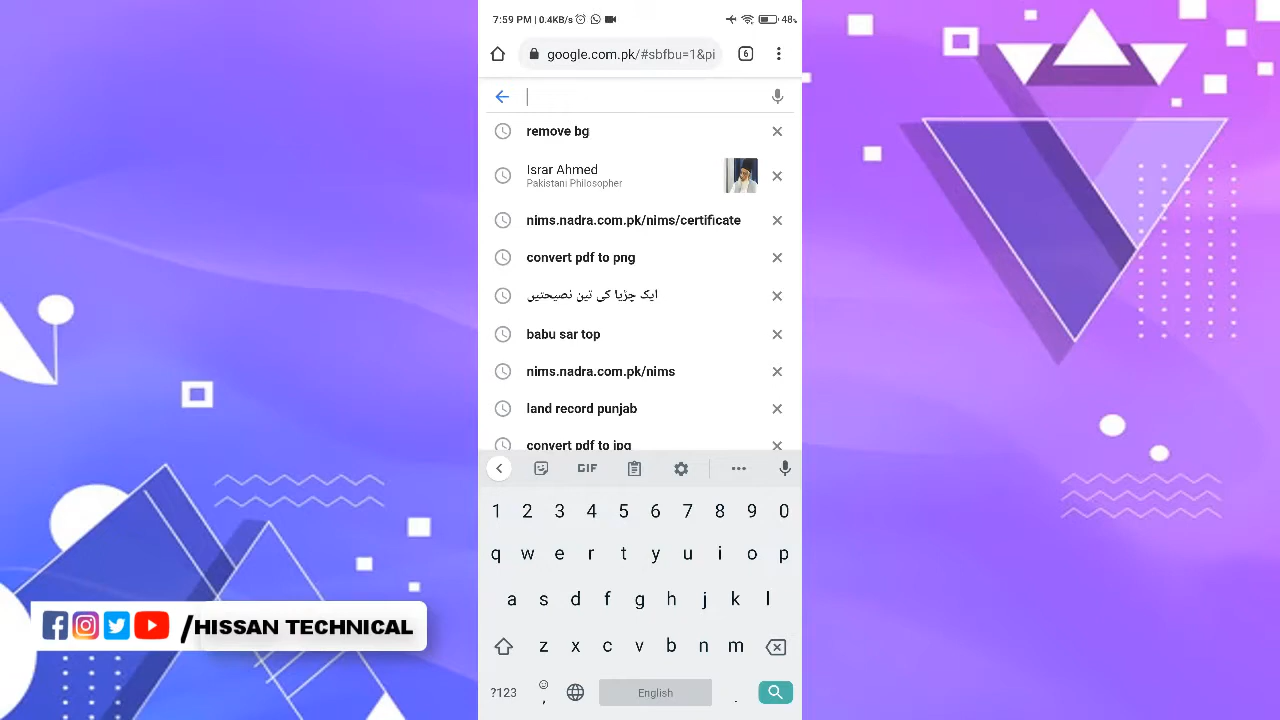 7:59 PM | 0.4KB/s
48%
google.com.pk/#sbfbu=1&pi
6
remove bg
Israr Ahmed
Pakistani Philosopher
nims.nadra.com.pk/nims/certificate
convert pdf to png
ایک چڑیا کی تین نصیحتیں
babu sar top
nims.nadra.com.pk/nims
land record punjab
convert pdf to jpg
GIF
1 2 3 4 5 6 7 8 9 0
q w e r t y u i o p
a s d f g h j k l
z x c v b n m
?123 , English .
/HISSAN TECHNICAL